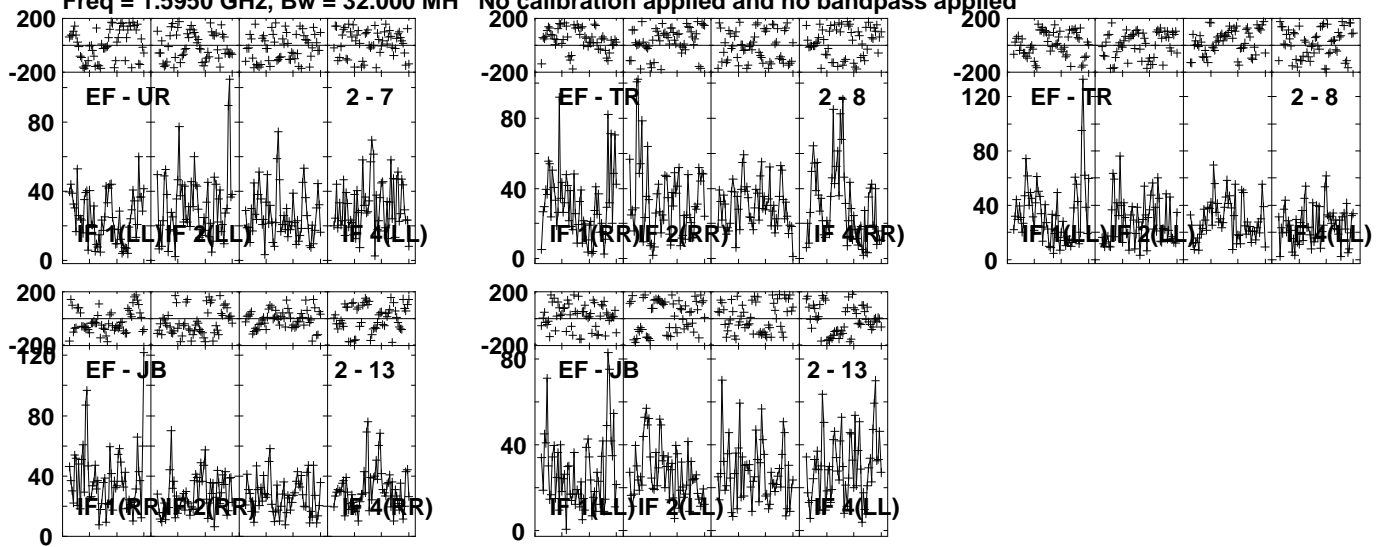 Freq = 1.5950 GHz, Bw = 32.000 MH No calibration applied and no bandpass applied
200
-200
EF - UR 2 - 7
80
40
IF 1(LL) IF 2(LL) IF 4(LL)
0
200
-200
EF - TR 2 - 8
80
40
IF 1(RR) IF 2(RR) IF 4(RR)
0
200
-200
120
EF - TR 2 - 8
80
40
IF 1(LL) IF 2(LL) IF 4(LL)
0
200
-200
120
EF - JB 2 - 13
80
40
IF 1(RR) IF 2(RR) IF 4(RR)
0
200
-200
80
EF - JB 2 - 13
40
IF 1(LL) IF 2(LL) IF 4(LL)
0